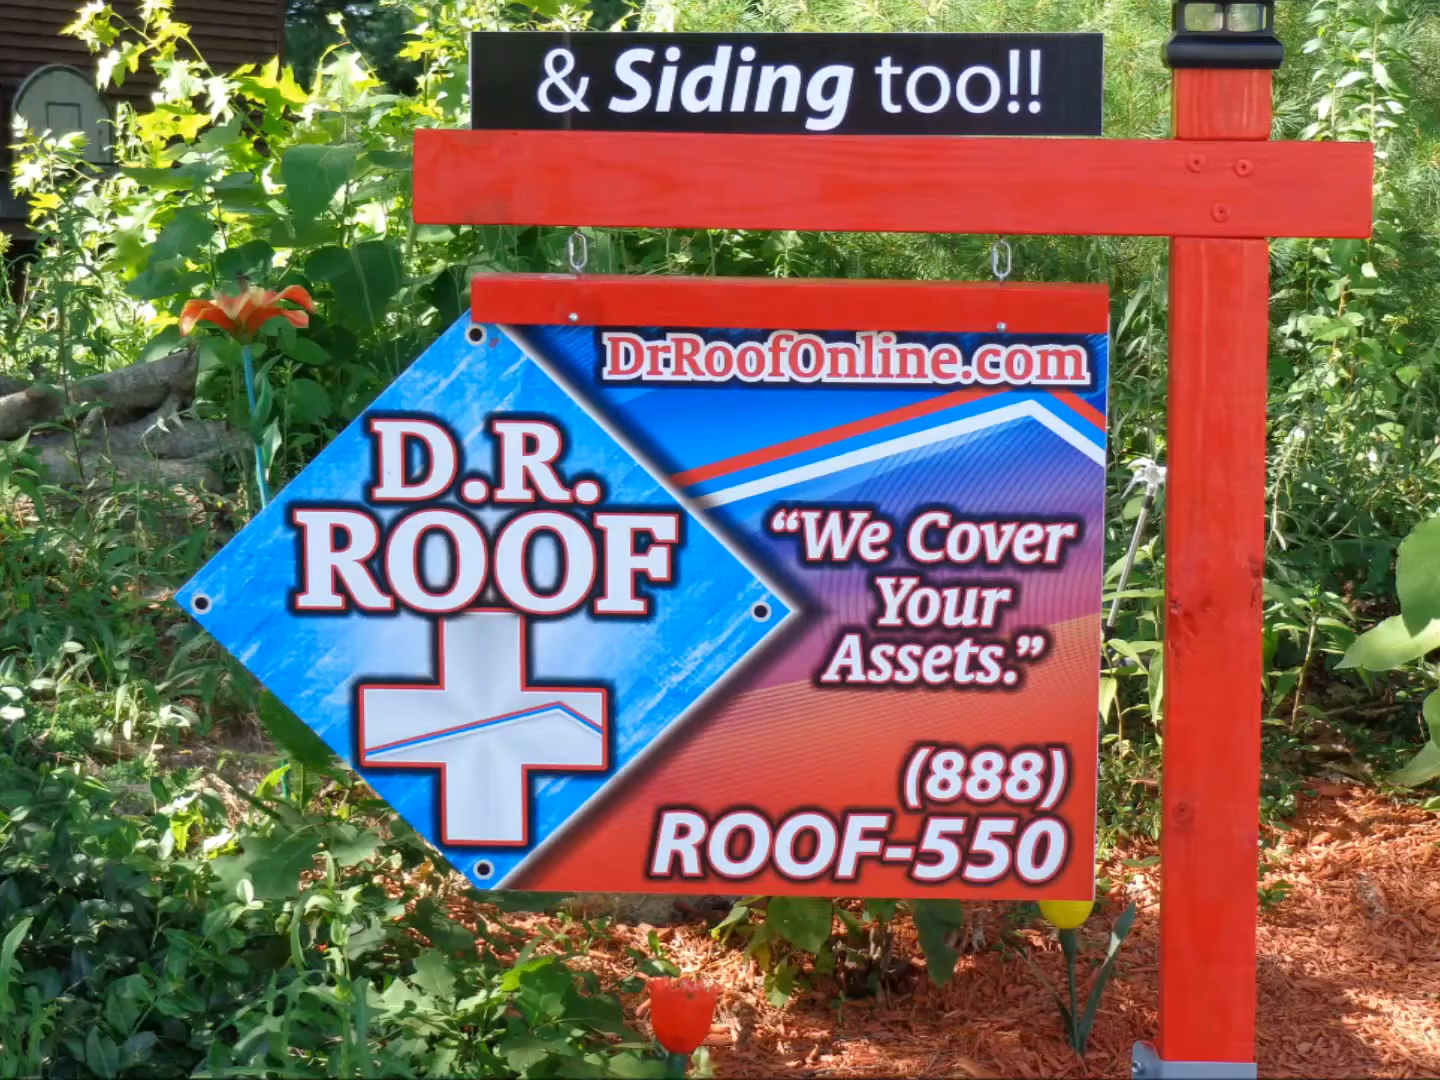 & Siding too!!
DrRoofOnline.com
D.R.
ROOF
“We Cover
Your
Assets.”
(888)
ROOF-550